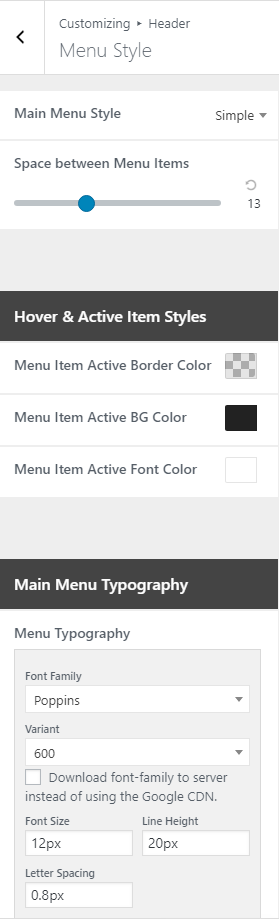 Customizing ▸ Header
Menu Style
Main Menu Style
Simple
Space between Menu Items
13
Hover & Active Item Styles
Menu Item Active Border Color
Menu Item Active BG Color
Menu Item Active Font Color
Main Menu Typography
Menu Typography
Font Family
Poppins
Variant
600
Download font-family to server
instead of using the Google CDN.
Font Size
Line Height
12px
20px
Letter Spacing
0.8px